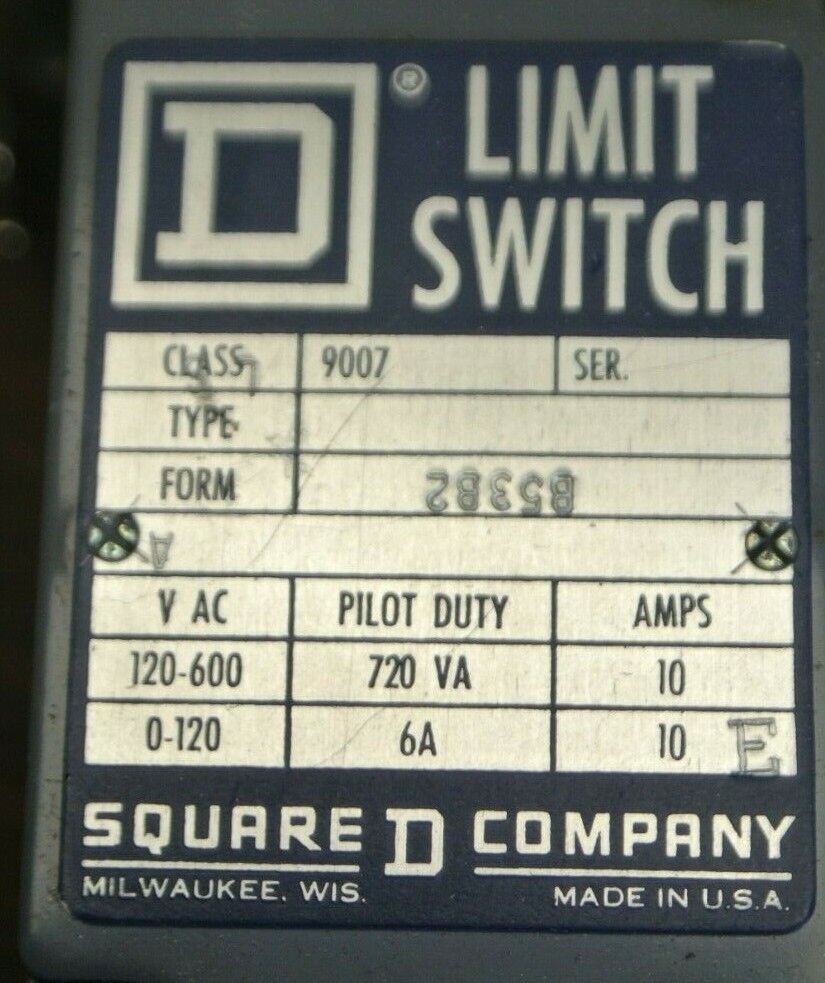 D ®
LIMIT
SWITCH
CLASS 9007 SER.
TYPE
FORM B53B2
A
V AC PILOT DUTY AMPS
120-600 720 VA 10
0-120 6A 10 E
SQUARE D COMPANY
MILWAUKEE, WIS. MADE IN U.S.A.